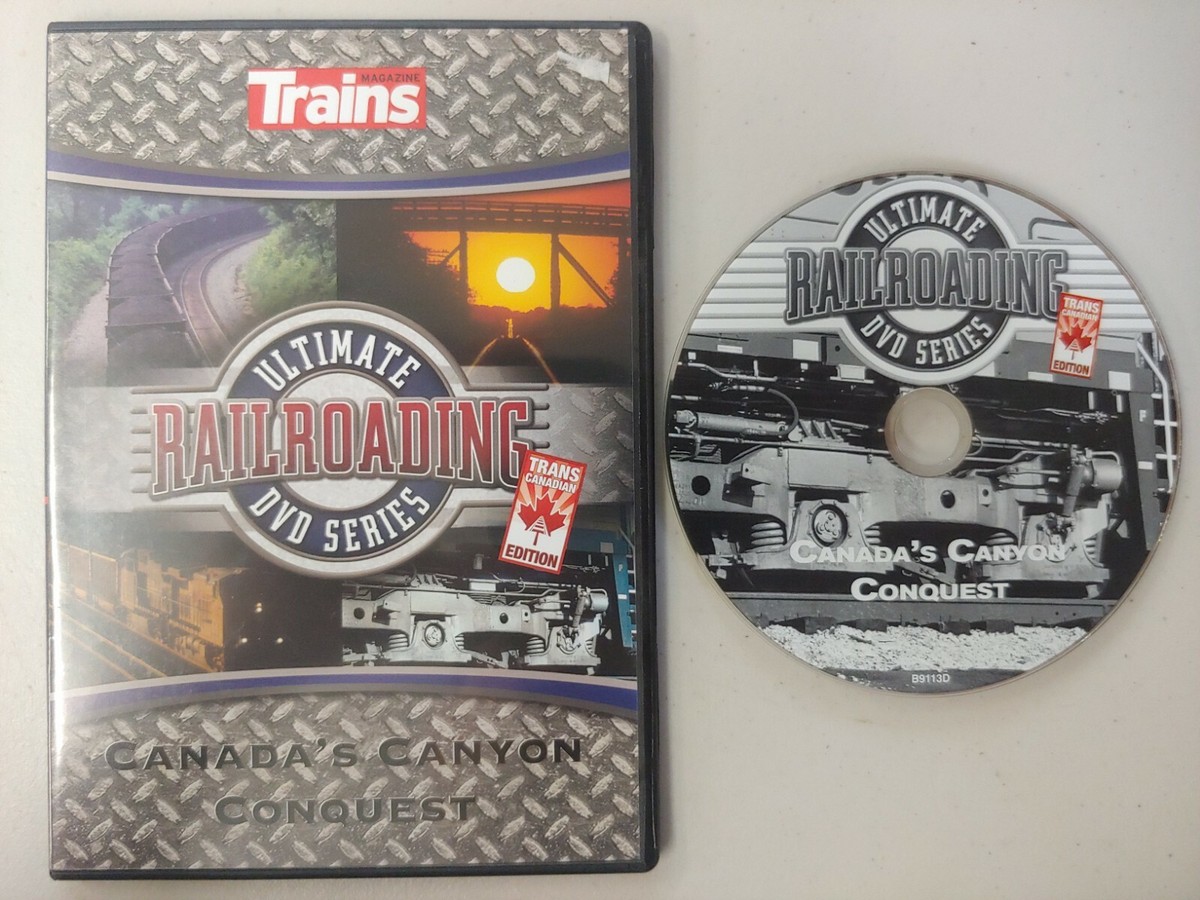 MAGAZINE
Trains
ULTIMATE
RAILROADING
DVD SERIES
TRANS
CANADIAN
EDITION
CANADA'S CANYON
CONQUEST
ULTIMATE
RAILROADING
DVD SERIES
TRANS
CANADIAN
EDITION
F
CANADA'S CANYON
CONQUEST
B9113D